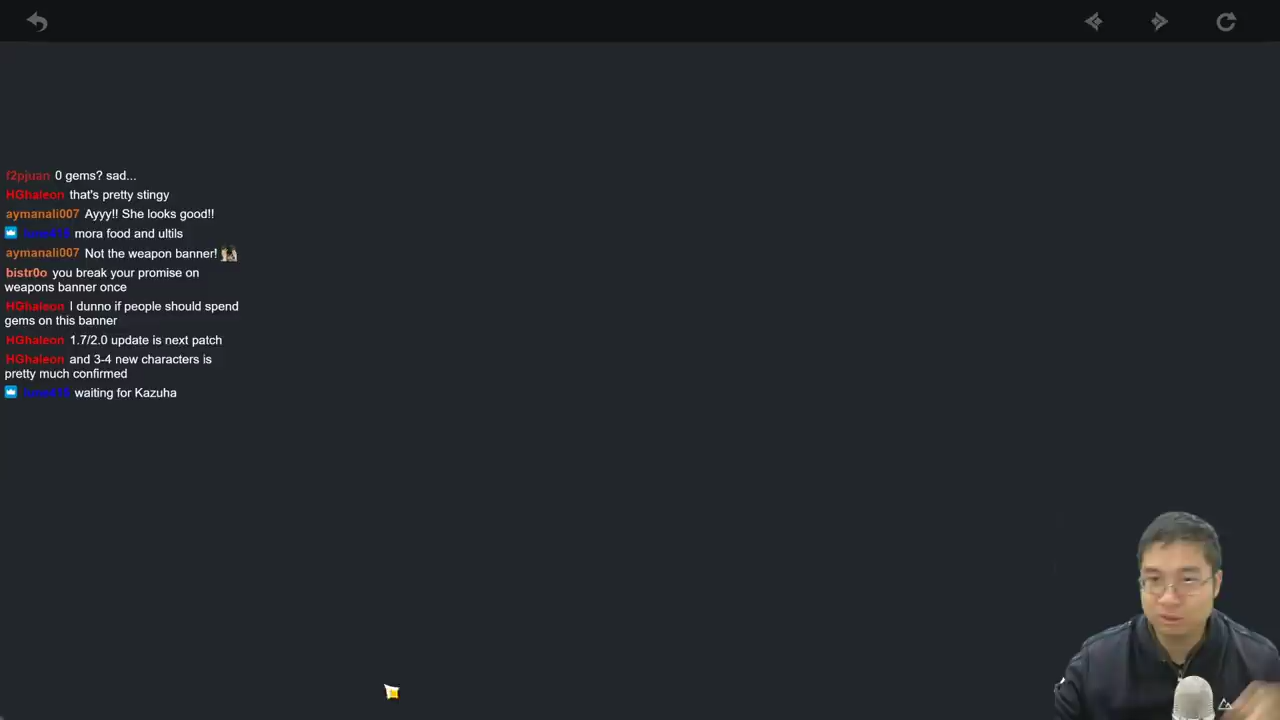 f2pjuan 0 gems? sad...
HGhaleon that's pretty stingy
aymanali007 Ayyy!! She looks good!!
mora food and ultils
aymanali007 Not the weapon banner!
bistr0o you break your promise on
weapons banner once
HGhaleon I dunno if people should spend
gems on this banner
HGhaleon 1.7/2.0 update is next patch
HGhaleon and 3-4 new characters is
pretty much confirmed
waiting for Kazuha